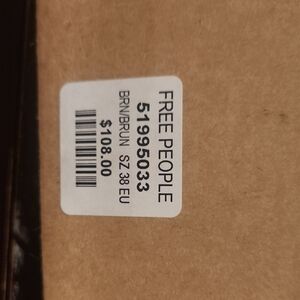 FREE PEOPLE
51995033
BRN/BRUN SZ 38 EU
$108.00